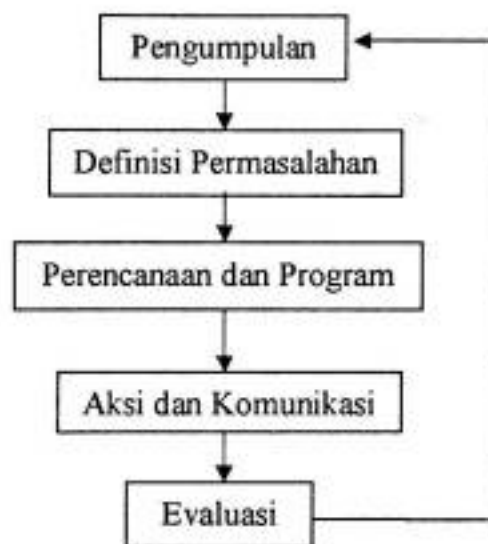 Pengumpulan
Definisi Permasalahan
Perencanaan dan Program
Aksi dan Komunikasi
Evaluasi